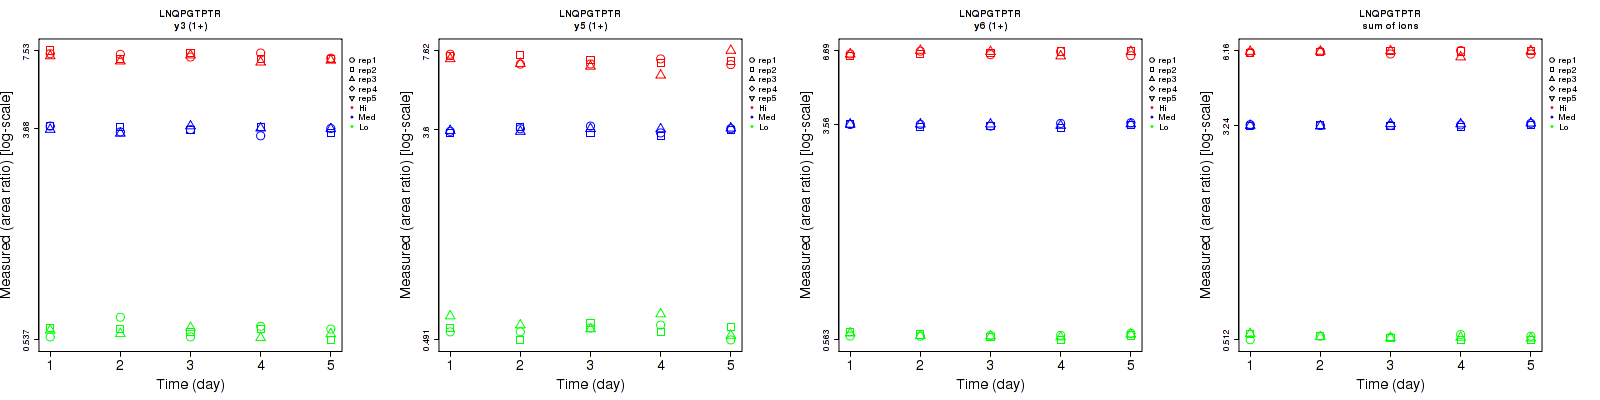 LNQPGTPTR
y3 (1+)
7.53
3.68
0.537
Measured (area ratio) [log-scale]
1 2 3 4 5
Time (day)
rep1
rep2
rep3
rep4
rep5
Hi
Med
Lo
LNQPGTPTR
y5 (1+)
7.62
3.6
0.491
Measured (area ratio) [log-scale]
1 2 3 4 5
Time (day)
rep1
rep2
rep3
rep4
rep5
Hi
Med
Lo
LNQPGTPTR
y6 (1+)
6.69
3.56
0.563
Measured (area ratio) [log-scale]
1 2 3 4 5
Time (day)
rep1
rep2
rep3
rep4
rep5
Hi
Med
Lo
LNQPGTPTR
sum of ions
6.16
3.24
0.512
Measured (area ratio) [log-scale]
1 2 3 4 5
Time (day)
rep1
rep2
rep3
rep4
rep5
Hi
Med
Lo